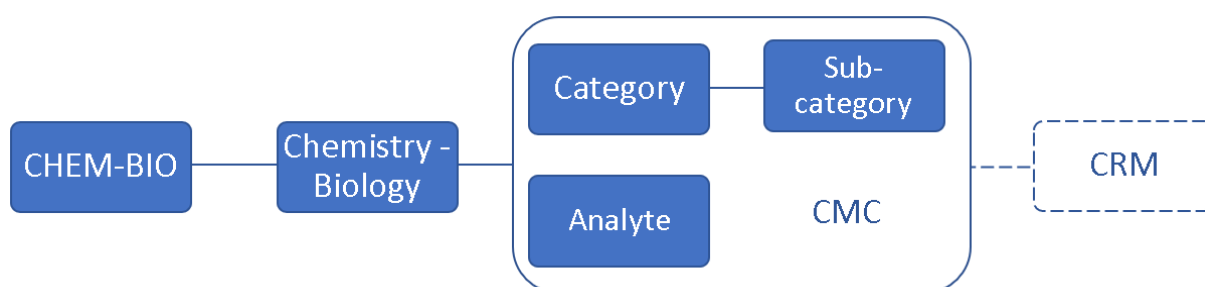 CHEM-BIO
Chemistry -
Biology
Category
Sub-
category
Analyte
CMC
CRM